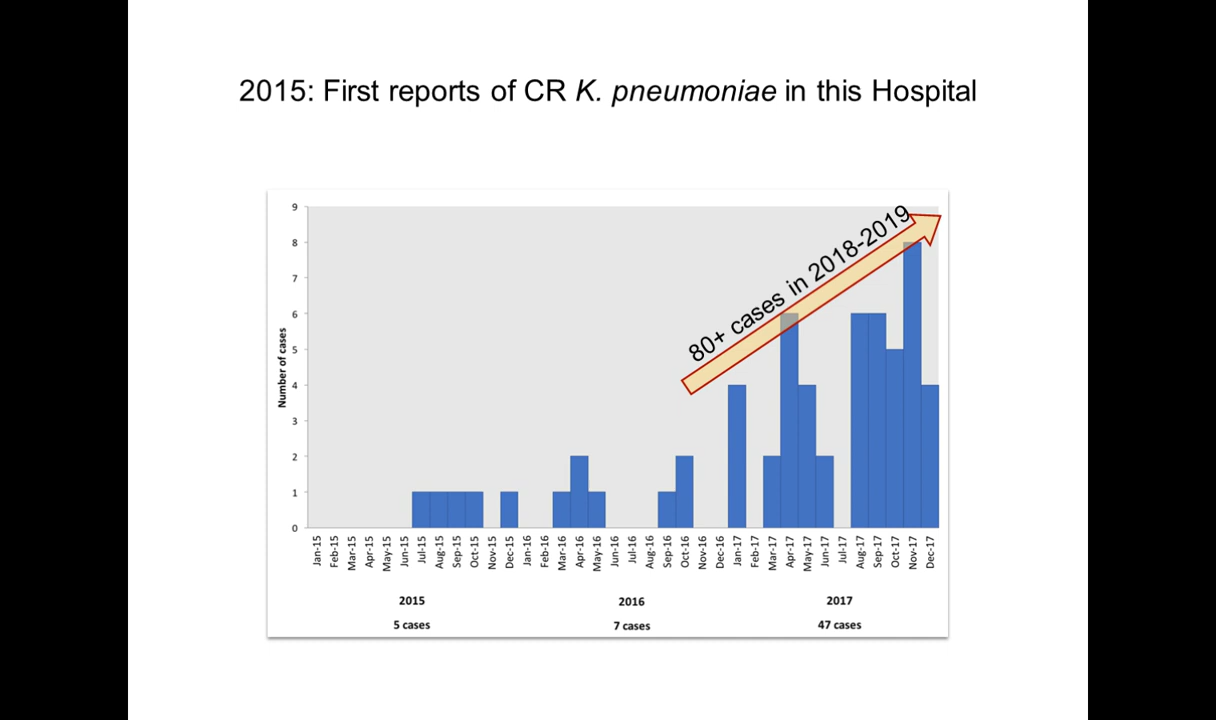 2015: First reports of CR K. pneumoniae in this Hospital
9
8
7
6
5
4
3
2
1
0
Number of cases
80+ cases in 2018-2019
Jan-15
Feb-15
Mar-15
Apr-15
May-15
Jun-15
Jul-15
Aug-15
Sep-15
Oct-15
Nov-15
Dec-15
Jan-16
Feb-16
Mar-16
Apr-16
May-16
Jun-16
Jul-16
Aug-16
Sep-16
Oct-16
Nov-16
Dec-16
Jan-17
Feb-17
Mar-17
Apr-17
May-17
Jun-17
Jul-17
Aug-17
Sep-17
Oct-17
Nov-17
Dec-17
2015 2016 2017
5 cases 7 cases 47 cases